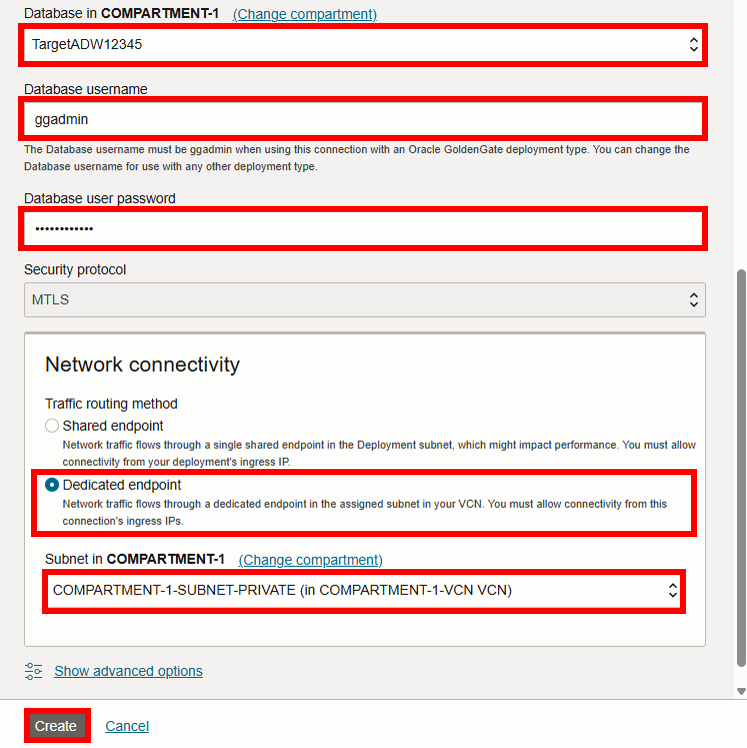 Database in COMPARTMENT-1 (Change compartment)
TargetADW12345
Database username
ggadmin
The Database username must be ggadmin when using this connection with an Oracle GoldenGate deployment type. You can change the
Database username for use with any other deployment type.
Database user password
••••••••••••
Security protocol
MTLS
Network connectivity
Traffic routing method
Shared endpoint
Network traffic flows through a single shared endpoint in the Deployment subnet, which might impact performance. You must allow
connectivity from your deployment's ingress IP.
Dedicated endpoint
Network traffic flows through a dedicated endpoint in the assigned subnet in your VCN. You must allow connectivity from this
connection's ingress IPs.
Subnet in COMPARTMENT-1 (Change compartment)
COMPARTMENT-1-SUBNET-PRIVATE (in COMPARTMENT-1-VCN VCN)
Show advanced options
Create Cancel